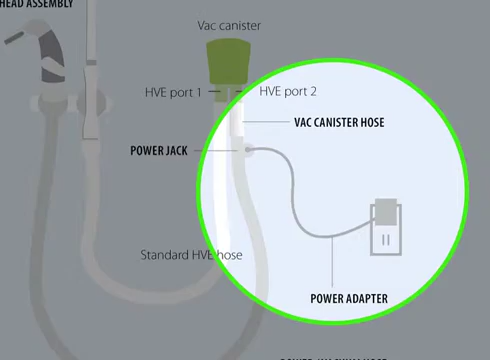 HEAD ASSEMBLY
Vac canister
HVE port 1
HVE port 2
VAC CANISTER HOSE
POWER JACK
Standard HVE hose
POWER ADAPTER